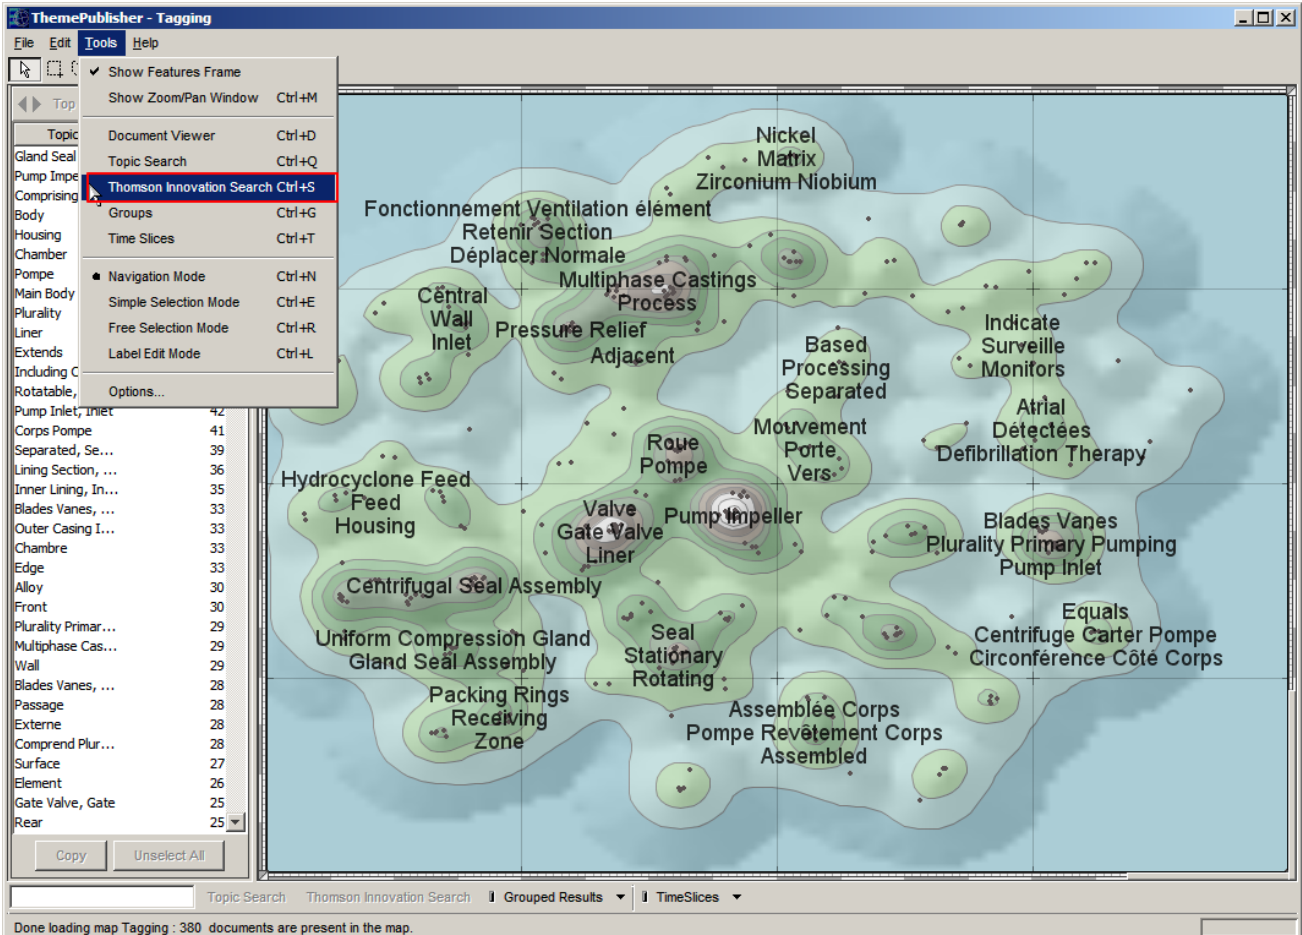 ThemePublisher - Tagging
File Edit Tools Help
Show Features Frame
Show Zoom/Pan Window Ctrl+M
Document Viewer Ctrl+D
Topic Search Ctrl+Q
Thomson Innovation Search Ctrl+S
Groups Ctrl+G
Time Slices Ctrl+T
Navigation Mode Ctrl+N
Simple Selection Mode Ctrl+E
Free Selection Mode Ctrl+R
Label Edit Mode Ctrl+L
Options...
Top
Topic
Gland Seal
Pump Impe
Comprising
Body
Housing
Chamber
Pompe
Main Body
Plurality
Liner
Extends
Including C
Rotatable,
Pump Inlet, Inlet 42
Corps Pompe 41
Separated, Se... 39
Lining Section, ... 36
Inner Lining, In... 35
Blades Vanes, ... 33
Outer Casing I... 33
Chambre 33
Edge 33
Alloy 30
Front 30
Plurality Primar... 29
Multiphase Cas... 29
Wall 29
Blades Vanes, ... 28
Passage 28
Externe 28
Comprend Plur... 28
Surface 27
Element 26
Gate Valve, Gate 25
Rear 25
Copy Unselect All
Nickel
Matrix
Zirconium Niobium
Fonctionnement Ventilation élément
Retenir Section
Déplacer Normale
Multiphase Castings
Process
Central
Wall
Inlet
Pressure Relief
Adjacent
Based
Processing
Separated
Indicate
Surveille
Monitors
Atrial
Détectées
Defibrillation Therapy
Mouvement
Porte
Vers
Roue
Pompe
Hydrocyclone Feed
Feed
Housing
Valve
Gate Valve
Liner
Pump Impeller
Blades Vanes
Plurality Primary Pumping
Pump Inlet
Centrifugal Seal Assembly
Uniform Compression Gland
Gland Seal Assembly
Seal
Stationary
Rotating
Equals
Centrifuge Carter Pompe
Circonférence Côté Corps
Packing Rings
Receiving
Zone
Assemblée Corps
Pompe Revêtement Corps
Assembled
Topic Search Thomson Innovation Search Grouped Results TimeSlices
Done loading map Tagging : 380 documents are present in the map.